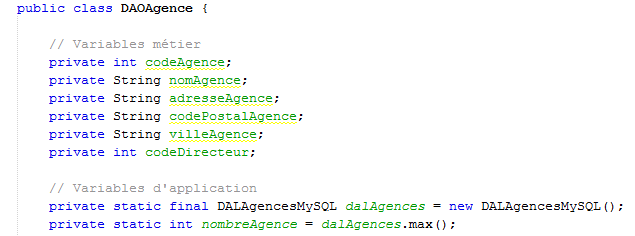 public class DAOAgence {
// Variables métier
private int codeAgence;
private String nomAgence;
private String adresseAgence;
private String codePostalAgence;
private String villeAgence;
private int codeDirecteur;
// Variables d'application
private static final DALAgencesMySQL dalAgences = new DALAgencesMySQL();
private static int nombreAgence = dalAgences.max();